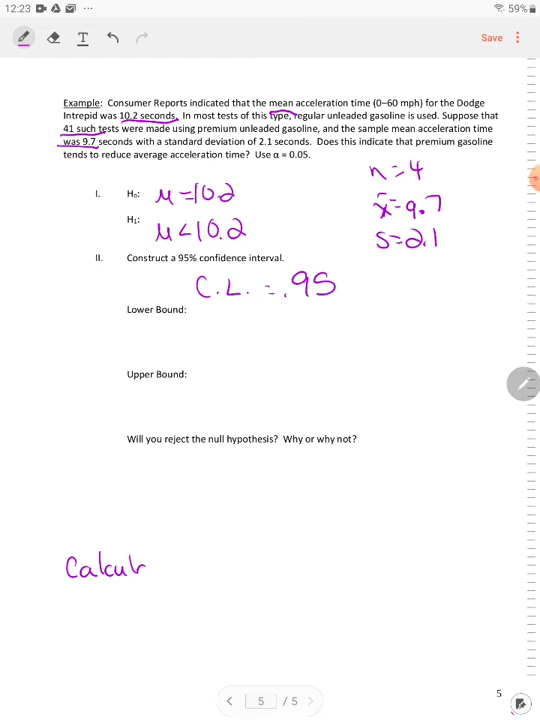 12:23
59%
Save
Example: Consumer Reports indicated that the mean acceleration time (0–60 mph) for the Dodge
Intrepid was 10.2 seconds. In most tests of this type, regular unleaded gasoline is used. Suppose that
41 such tests were made using premium unleaded gasoline, and the sample mean acceleration time
was 9.7 seconds with a standard deviation of 2.1 seconds. Does this indicate that premium gasoline
tends to reduce average acceleration time? Use α = 0.05.
n = 4
I. H₀: μ = 10.2
x̄ = 9.7
H₁: μ < 10.2
s = 2.1
II. Construct a 95% confidence interval.
C.L. = .95
Lower Bound:
Upper Bound:
Will you reject the null hypothesis? Why or why not?
Calcul
5
5 / 5